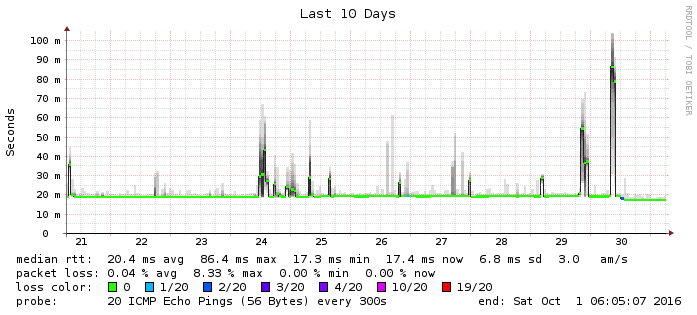 Last 10 Days
RRDTOOL / TOBI OETIKER
Seconds
100 m
90 m
80 m
70 m
60 m
50 m
40 m
30 m
20 m
10 m
0
21 22 23 24 25 26 27 28 29 30
median rtt: 20.4 ms avg 86.4 ms max 17.3 ms min 17.4 ms now 6.8 ms sd 3.0 am/s
packet loss: 0.04 % avg 8.33 % max 0.00 % min 0.00 % now
loss color: 0 1/20 2/20 3/20 4/20 10/20 19/20
probe: 20 ICMP Echo Pings (56 Bytes) every 300s end: Sat Oct 1 06:05:07 2016